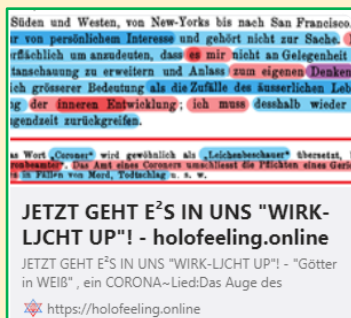 Süden und Westen, von New-Yorks bis nach San Francisco.
r von persönlichem Interesse und gehört nicht zur Sache.
erflächlich um anzudeuten, dass es mir nicht an Gelegenheit
tanschauung zu erweitern und Anlass zum eigenen Denken
ch grösserer Bedeutung als die Zufälle des äusserlichen Leb
g der inneren Entwicklung; ich muss desshalb wieder
gendzeit zurückgreifen.
as Wort „Coroner“ wird gewöhnlich als „Leichenbeschauer“ übersetzt,
onbeamter“. Das Amt eines Coroners umschliesst die Pflichten eines Geri
s in Fällen von Mord, Todtschlag u. s. w.
JETZT GEHT E²S IN UNS "WIRK-
LJCHT UP"! - holofeeling.online
JETZT GEHT E²S IN UNS "WIRK-LJCHT UP"! - "Götter
in WEIß" , ein CORONA~Lied:Das Auge des
https://holofeeling.online